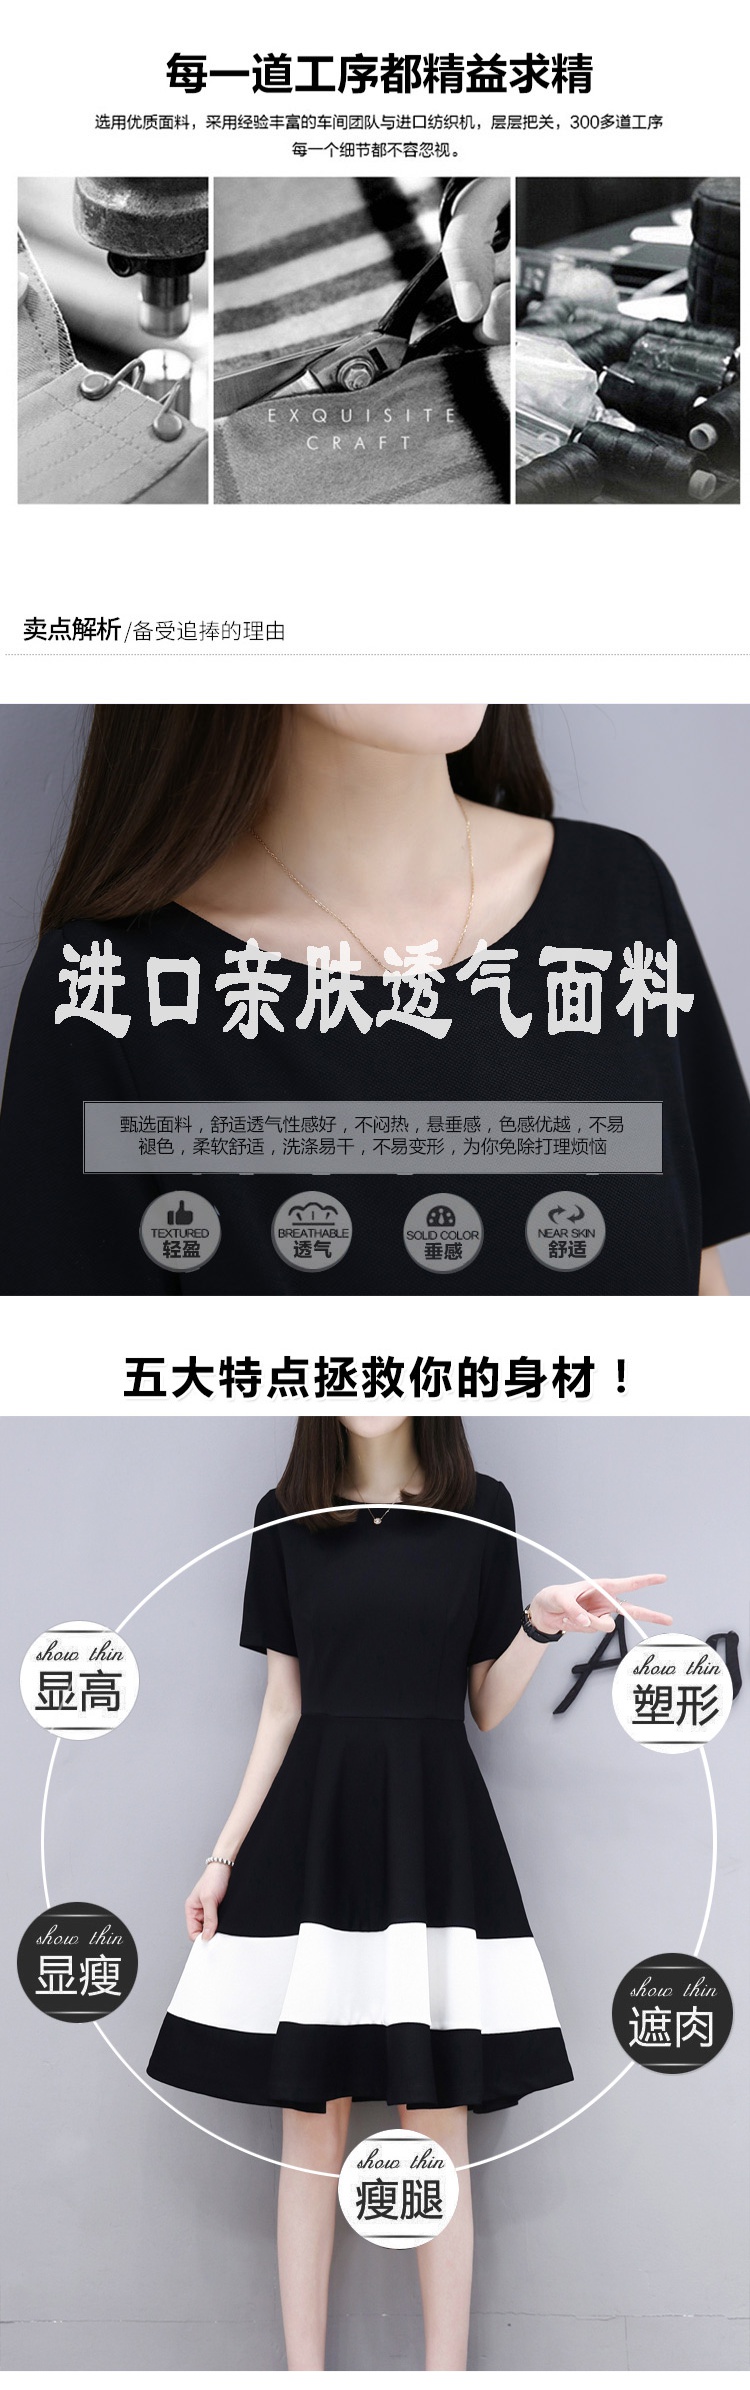 每一道工序都精益求精
选用优质面料，采用经验丰富的车间团队与进口纺织机，层层把关，300多道工序
每一个细节都不容忽视。
EXQUISITE
CRAFT
卖点解析/备受追捧的理由
进口亲肤透气面料
甄选面料，舒适透气性感好，不闷热，悬垂感，色感优越，不易
褪色，柔软舒适，洗涤易干，不易变形，为你免除打理烦恼
TEXTURED
轻盈
BREATHABLE
透气
SOLID COLOR
垂感
NEAR SKIN
舒适
五大特点拯救你的身材！
show thin
显高
show thin
塑形
show thin
显瘦
show thin
遮肉
show thin
瘦腿